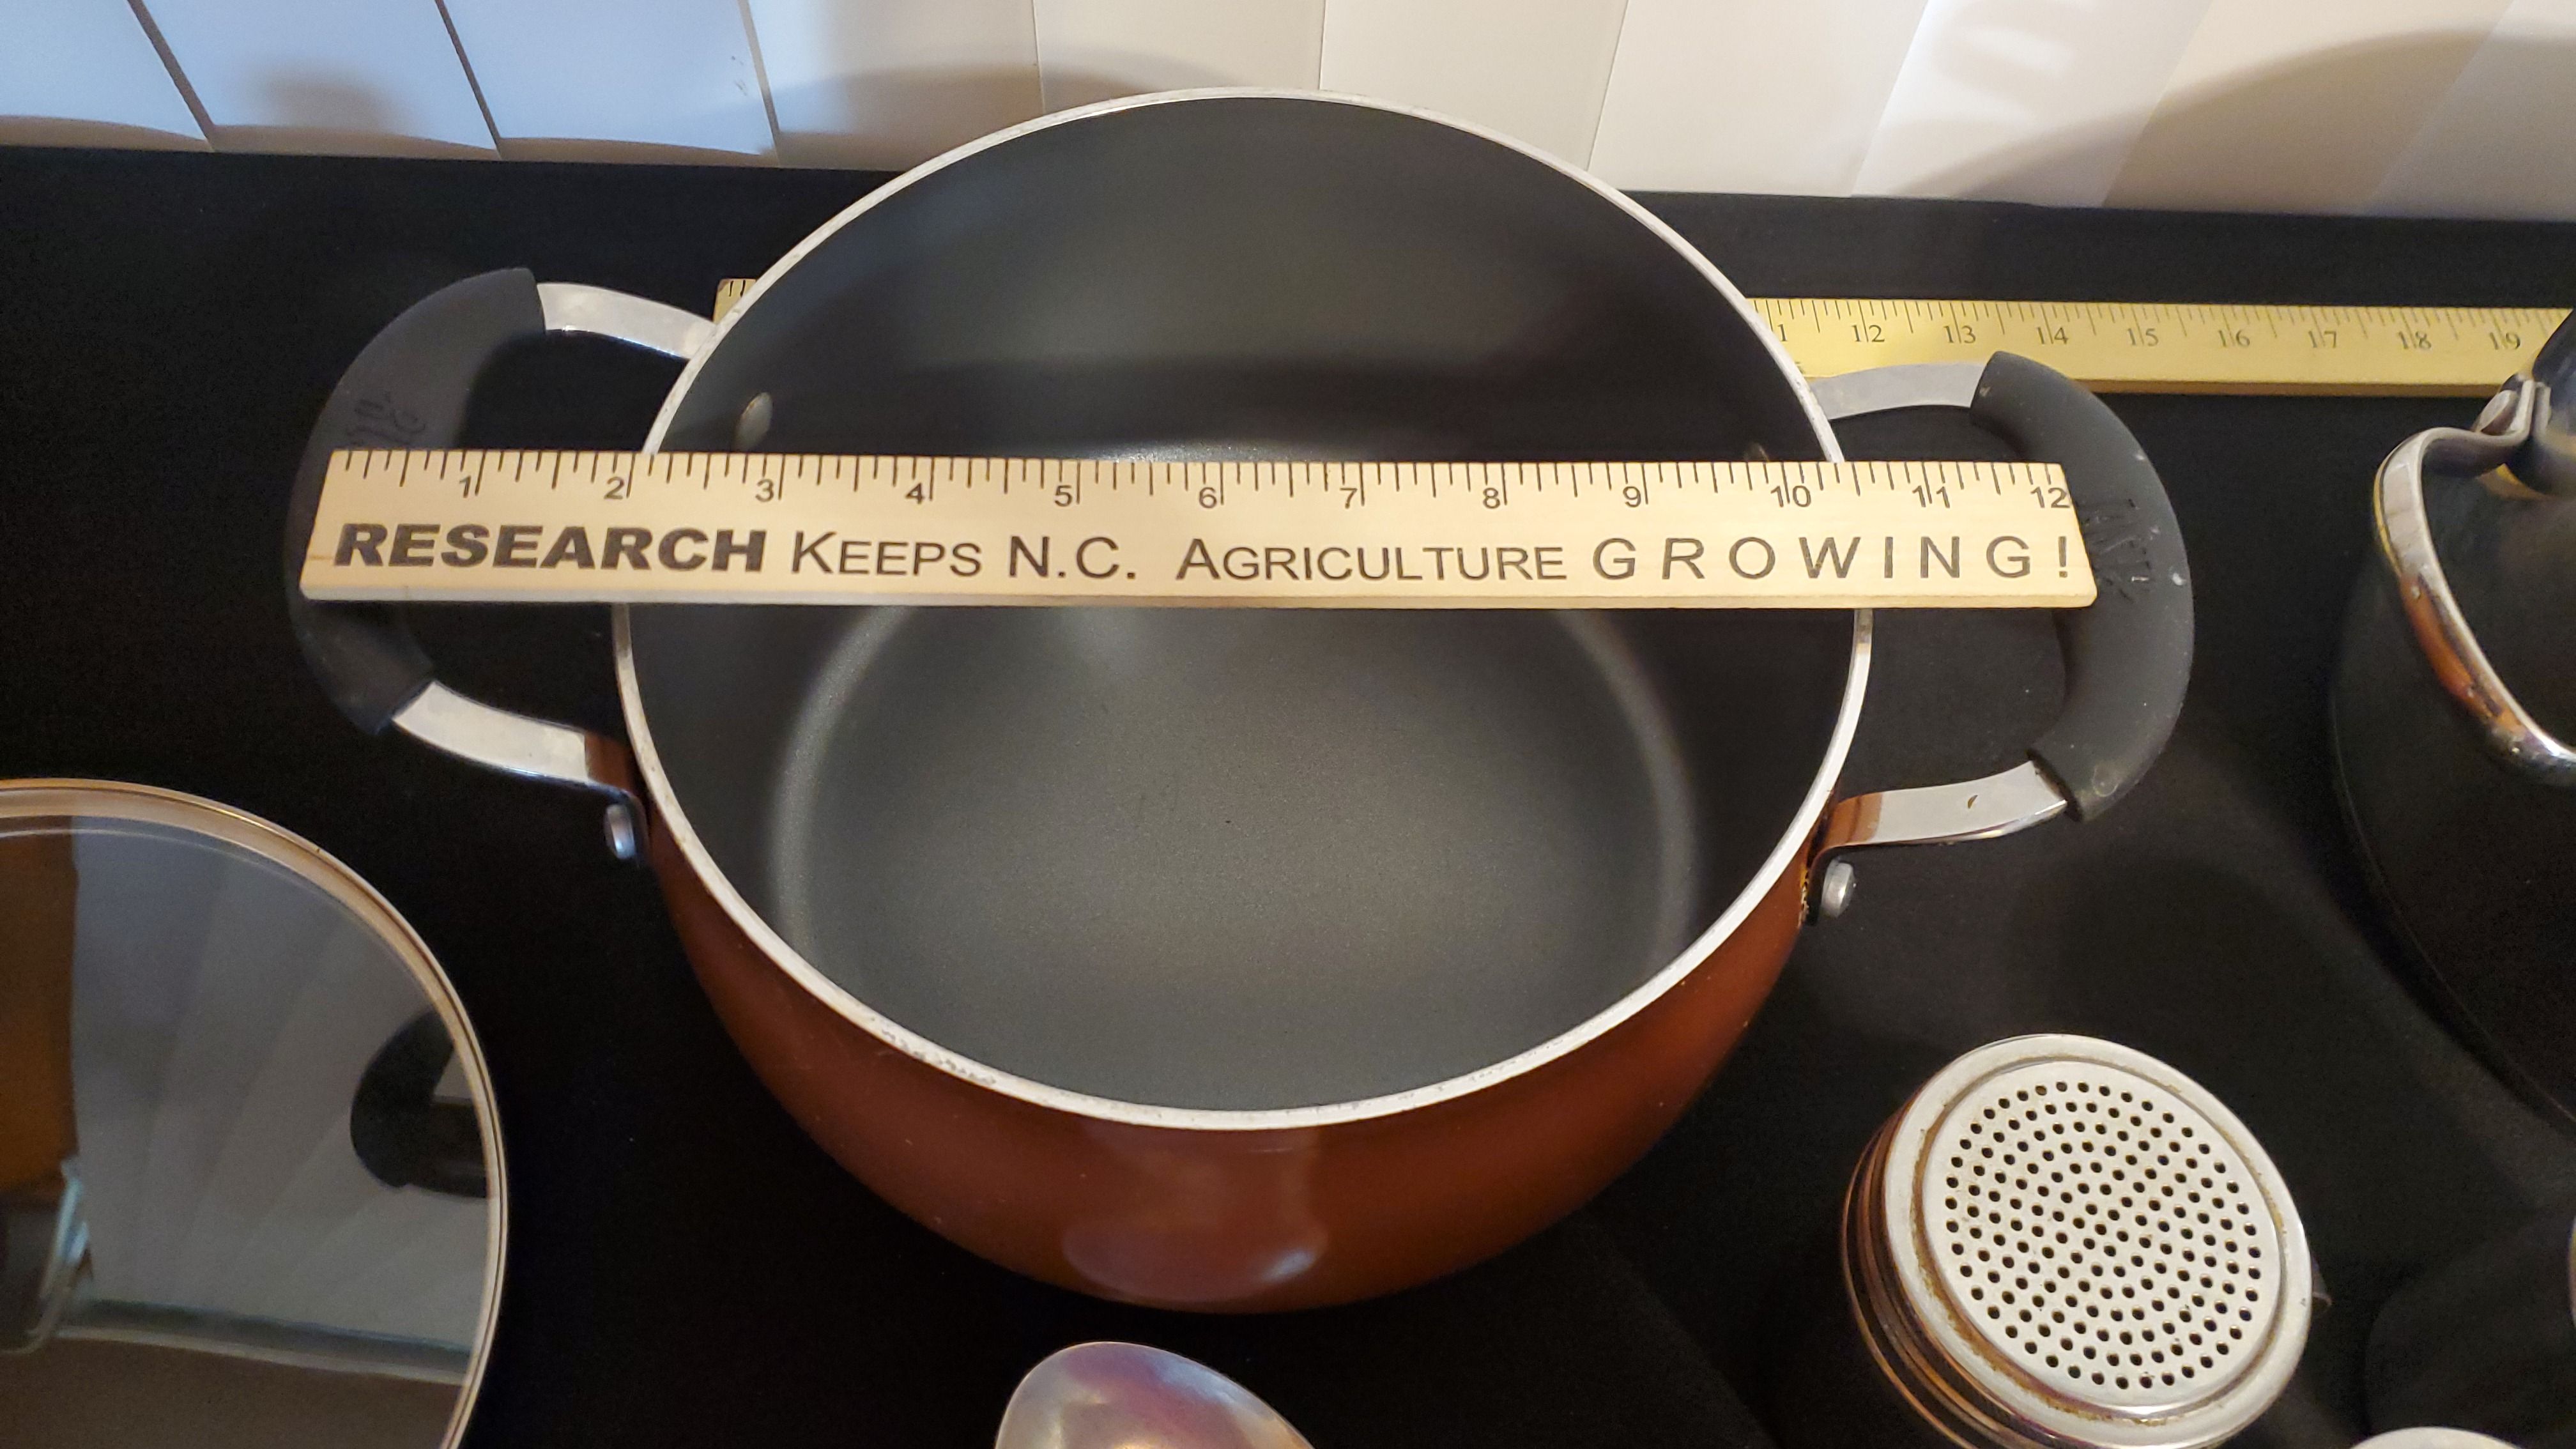 12 13 14 15 16 17 18 19
1 2 3 4 5 6 7 8 9 10 11 12
RESEARCH KEEPS N.C. AGRICULTURE GROWING!